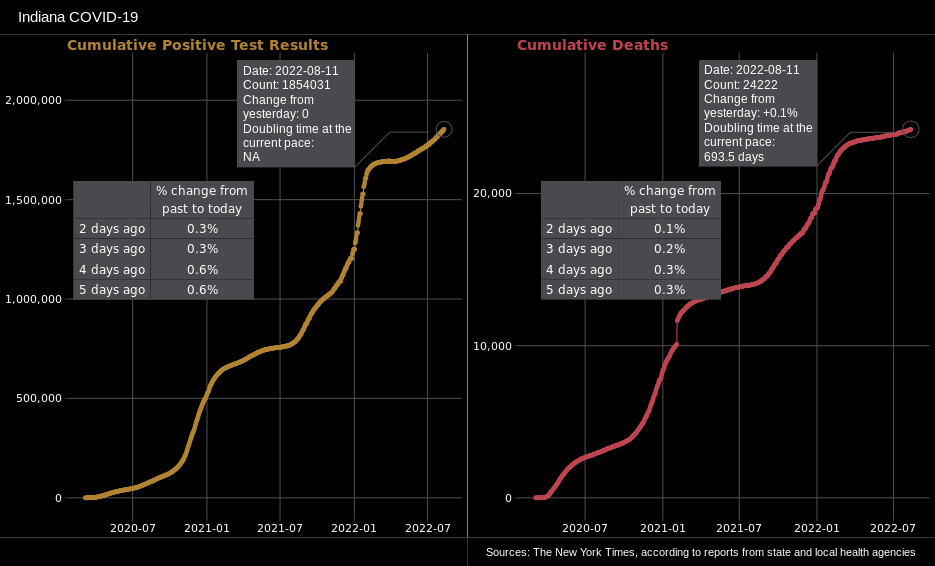 Indiana COVID-19
Cumulative Positive Test Results
Date: 2022-08-11
Count: 1854031
Change from
yesterday: 0
Doubling time at the
current pace:
NA
2,000,000
1,500,000
1,000,000
500,000
0
% change from
past to today
2 days ago 0.3%
3 days ago 0.3%
4 days ago 0.6%
5 days ago 0.6%
2020-07 2021-01 2021-07 2022-01 2022-07
Cumulative Deaths
Date: 2022-08-11
Count: 24222
Change from
yesterday: +0.1%
Doubling time at the
current pace:
693.5 days
20,000
10,000
0
% change from
past to today
2 days ago 0.1%
3 days ago 0.2%
4 days ago 0.3%
5 days ago 0.3%
2020-07 2021-01 2021-07 2022-01 2022-07
Sources: The New York Times, according to reports from state and local health agencies